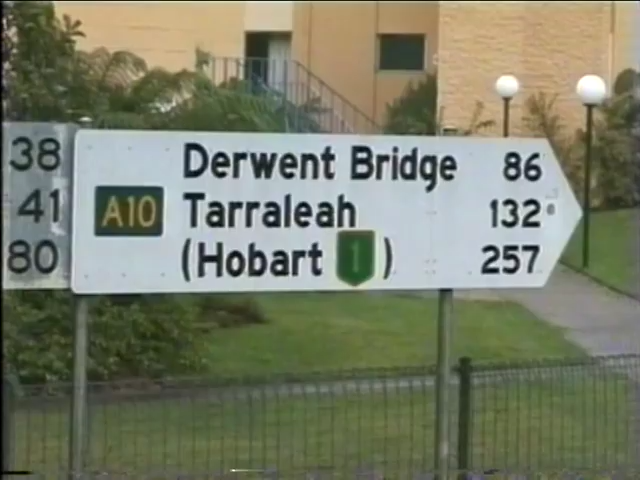 38
41
80
Derwent Bridge 86
A10 Tarraleah 132
(Hobart 1) 257